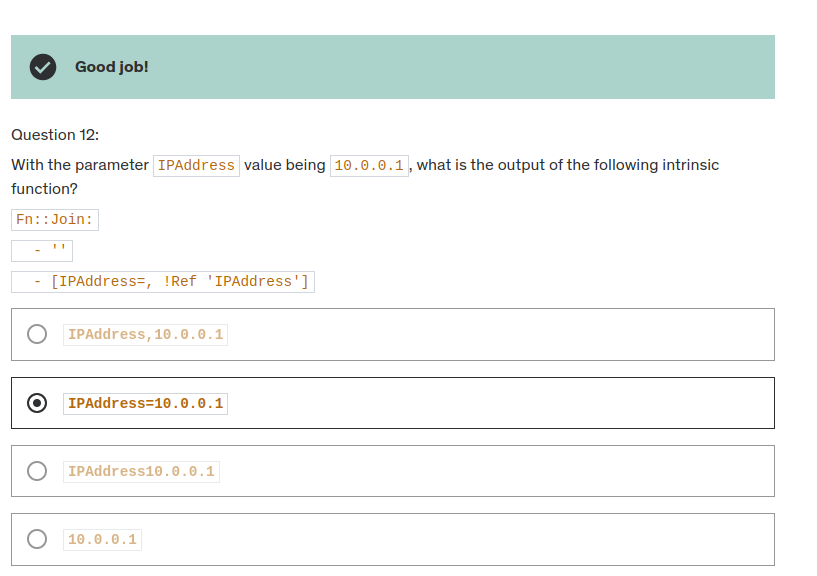 Good job!
Question 12:
With the parameter IPAddress value being 10.0.0.1, what is the output of the following intrinsic
function?
Fn::Join:
  - ''
  - [IPAddress=, !Ref 'IPAddress']
IPAddress,10.0.0.1
IPAddress=10.0.0.1
IPAddress10.0.0.1
10.0.0.1